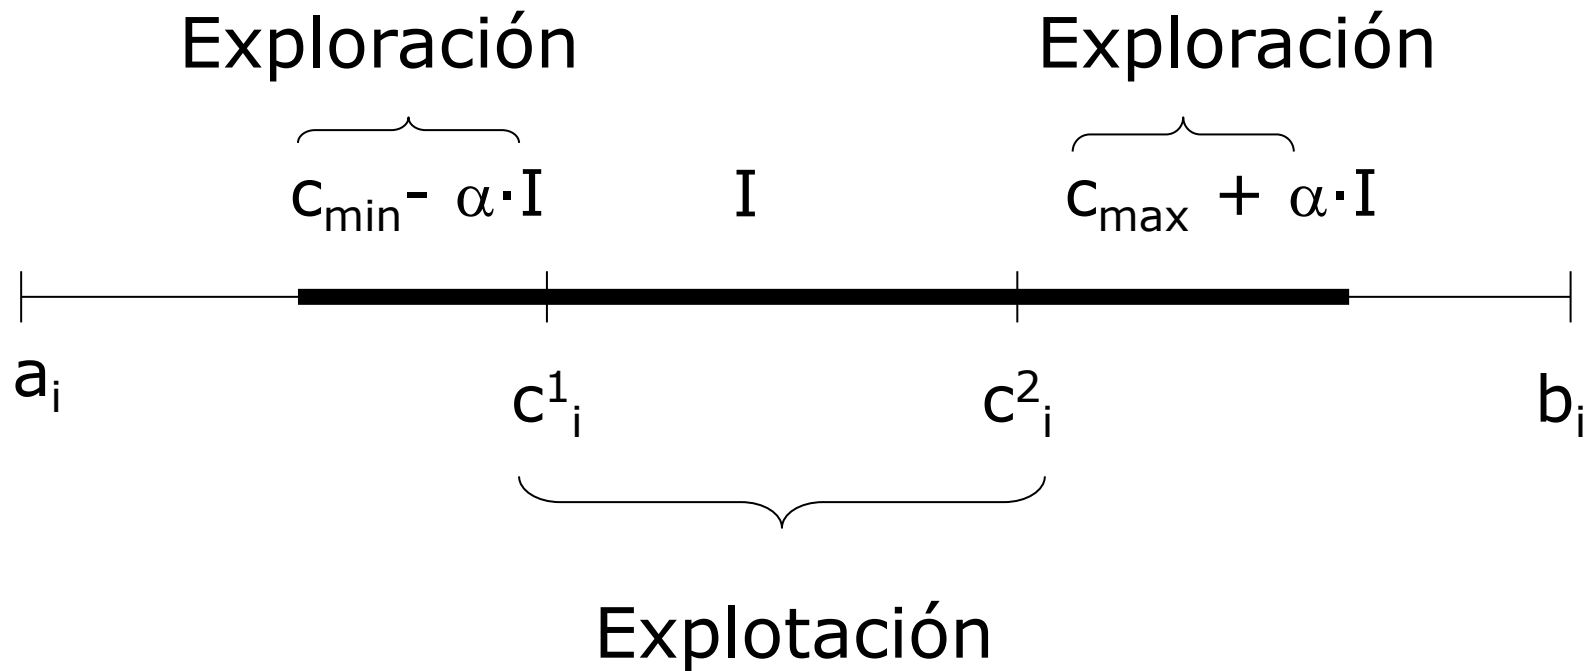 Exploración Exploración
c_min - α·I I c_max + α·I
a_i c^1_i c^2_i b_i
Explotación